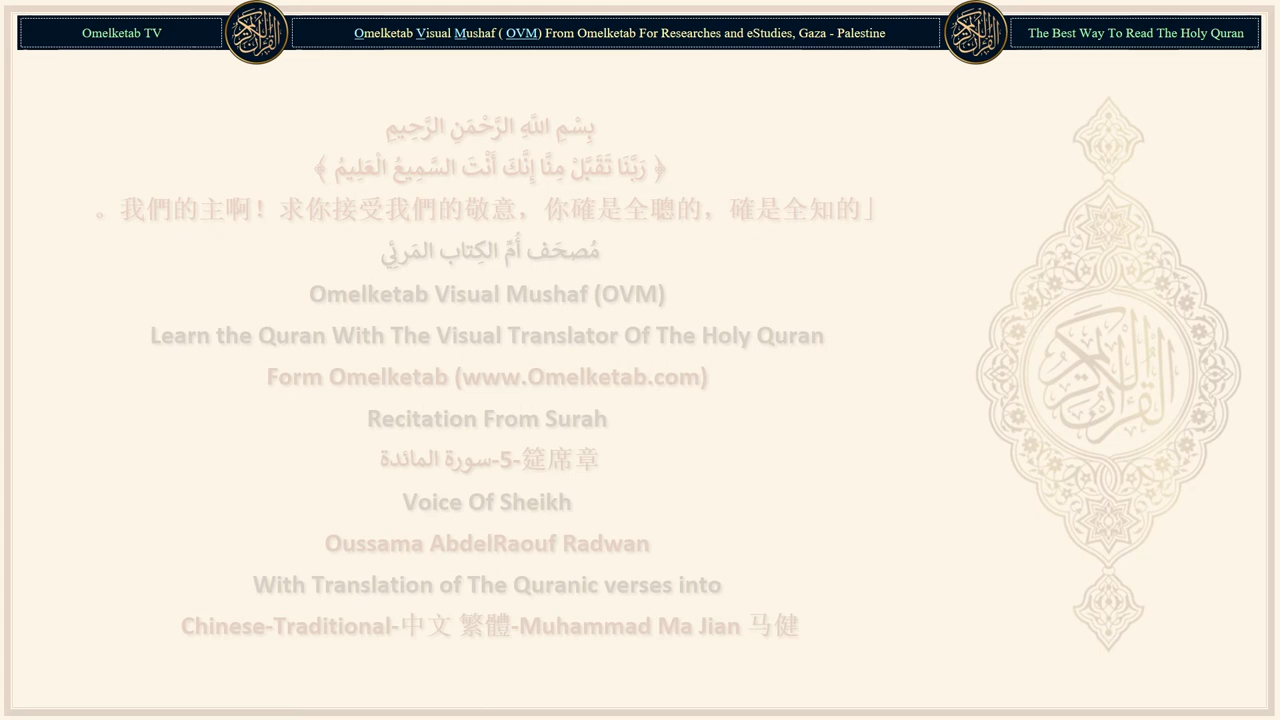 Omelketab TV
Omelketab Visual Mushaf ( OVM) From Omelketab For Researches and eStudies, Gaza - Palestine
The Best Way To Read The Holy Quran
بِسْمِ اللَّهِ الرَّحْمَنِ الرَّحِيمِ
﴿ رَبَّنَا تَقَبَّلْ مِنَّا إِنَّكَ أَنْتَ السَّمِيعُ الْعَلِيمُ ﴾
。我們的主啊！求你接受我們的敬意，你確是全聰的，確是全知的」
مُصحَف أُمَّ الكِتاب المَرئِي
Omelketab Visual Mushaf (OVM)
Learn the Quran With The Visual Translator Of The Holy Quran
Form Omelketab (www.Omelketab.com)
Recitation From Surah
سورة المائدة-5-筵席章
Voice Of Sheikh
Oussama AbdelRaouf Radwan
With Translation of The Quranic verses into
Chinese-Traditional-中文 繁體-Muhammad Ma Jian 马健